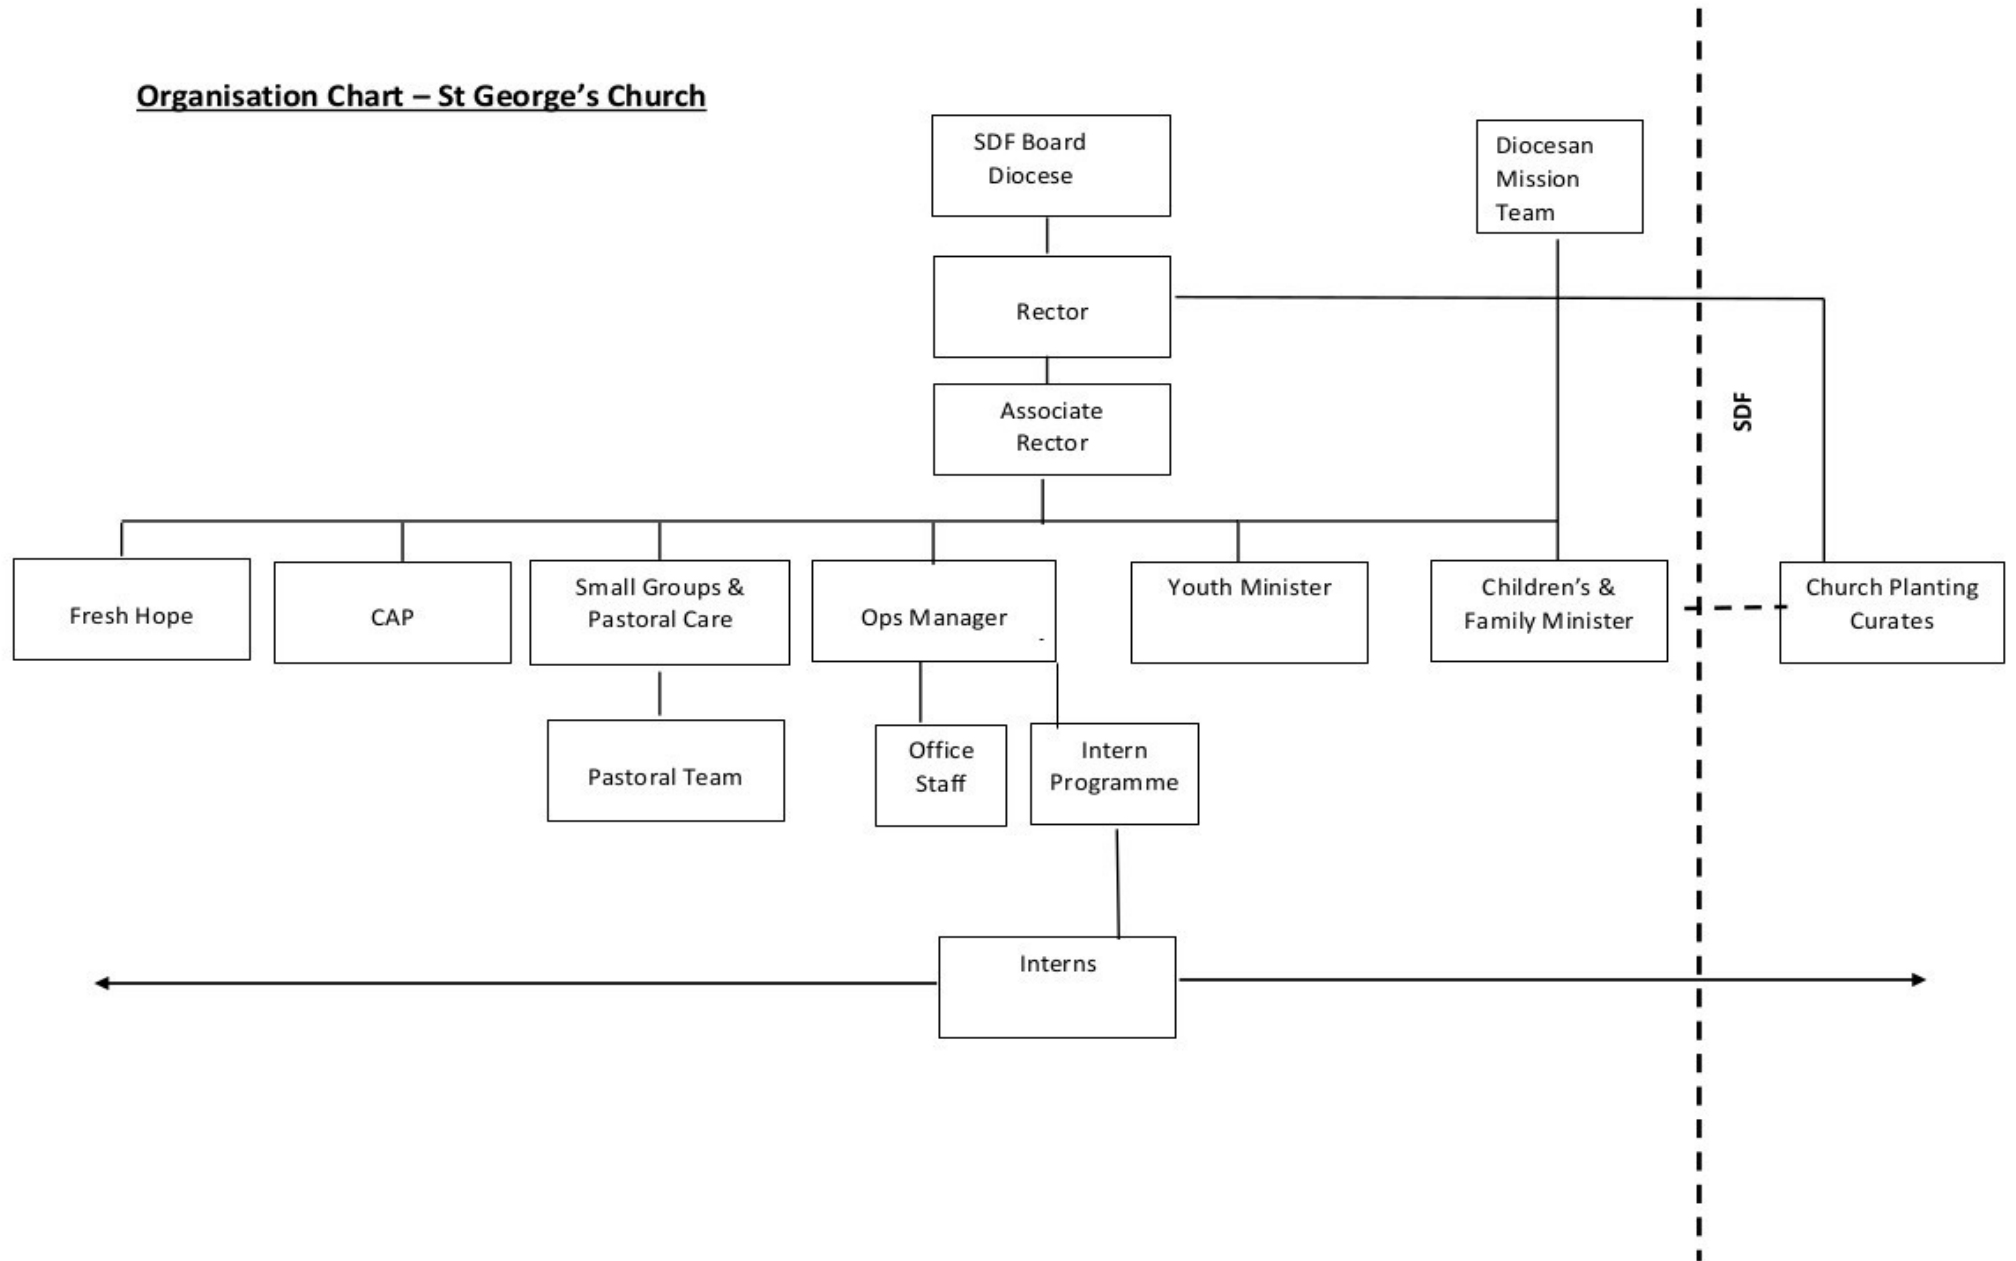 Organisation Chart – St George’s Church
SDF Board
Diocese
Diocesan
Mission
Team
Rector
Associate
Rector
SDF
Fresh Hope
CAP
Small Groups &
Pastoral Care
Ops Manager
-
Youth Minister
Children’s &
Family Minister
Church Planting
Curates
Pastoral Team
Office
Staff
Intern
Programme
Interns